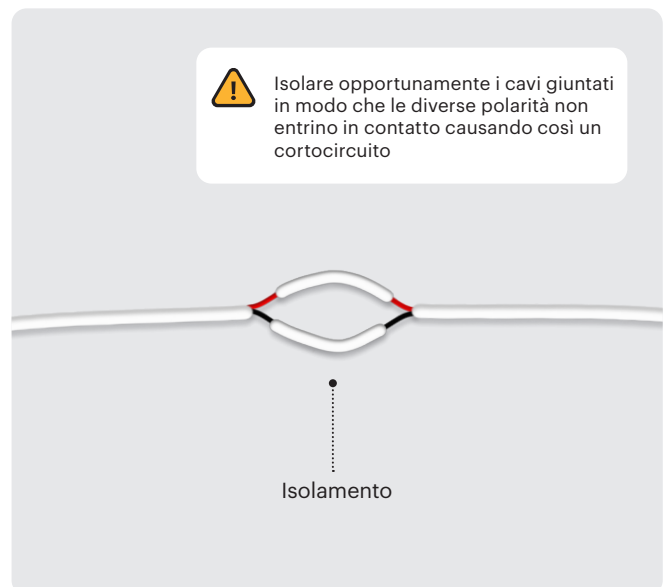 Isolare opportunamente i cavi giuntati
in modo che le diverse polarità non
entrino in contatto causando così un
cortocircuito
Isolamento